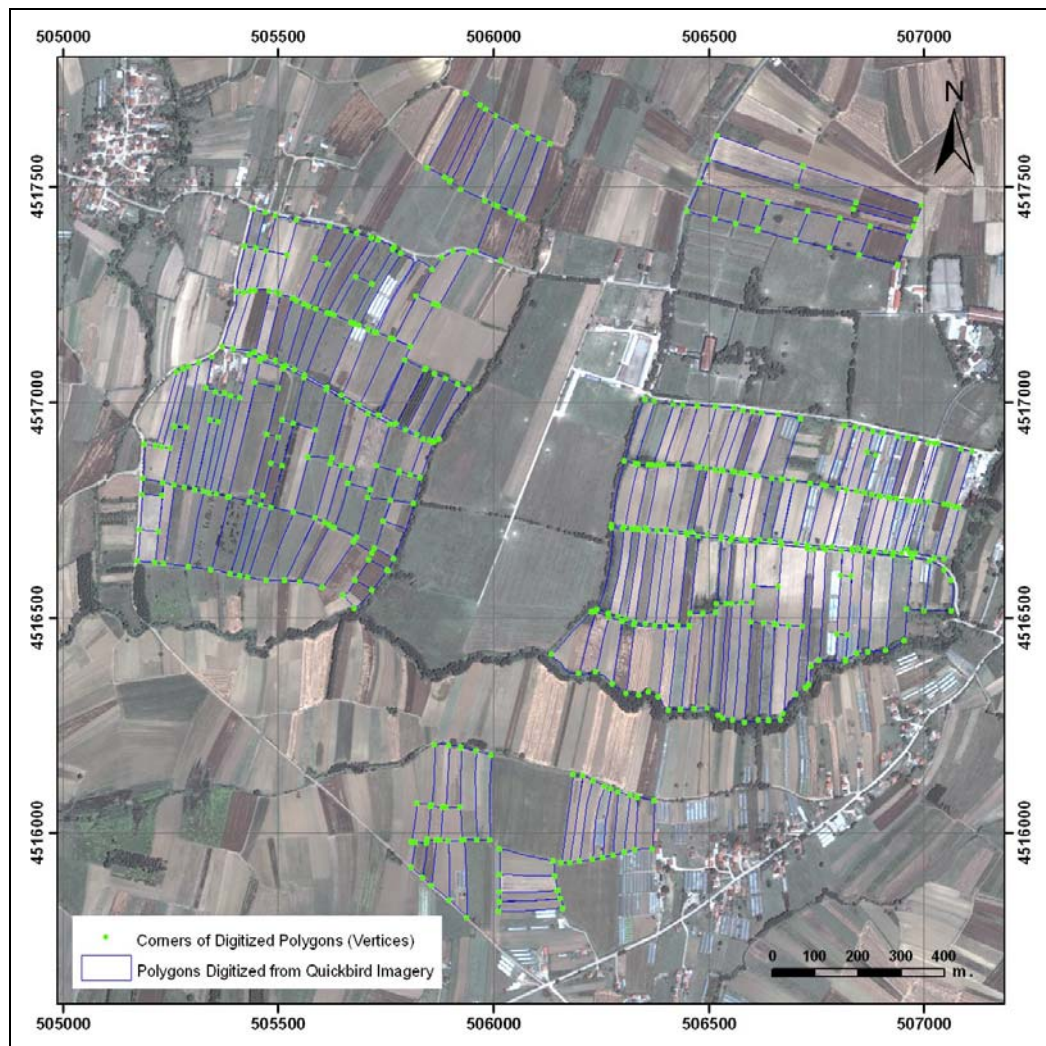 505000 505500 506000 506500 507000
N
4517500 4517500
4517000 4517000
4516500 4516500
4516000 4516000
Corners of Digitized Polygons (Vertices)
Polygons Digitized from Quickbird Imagery
0 100 200 300 400
m.
505000 505500 506000 506500 507000